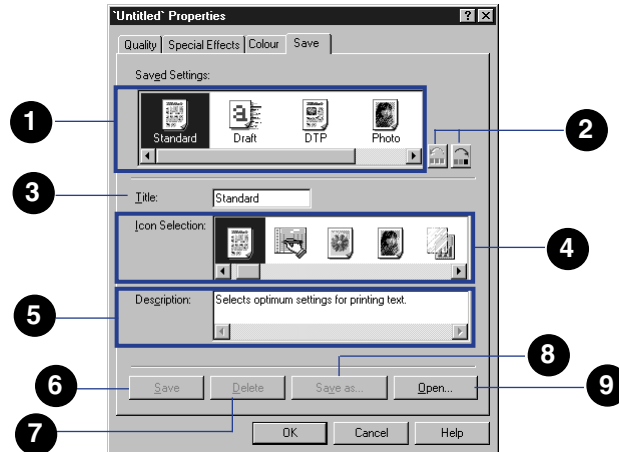 `Untitled` Properties
Quality Special Effects Colour Save
Saved Settings:
1
Standard Draft DTP Photo
2
3
Title: Standard
Icon Selection:
4
Description: Selects optimum settings for printing text.
5
8
6
Save Delete Save as... Open...
9
7
OK Cancel Help